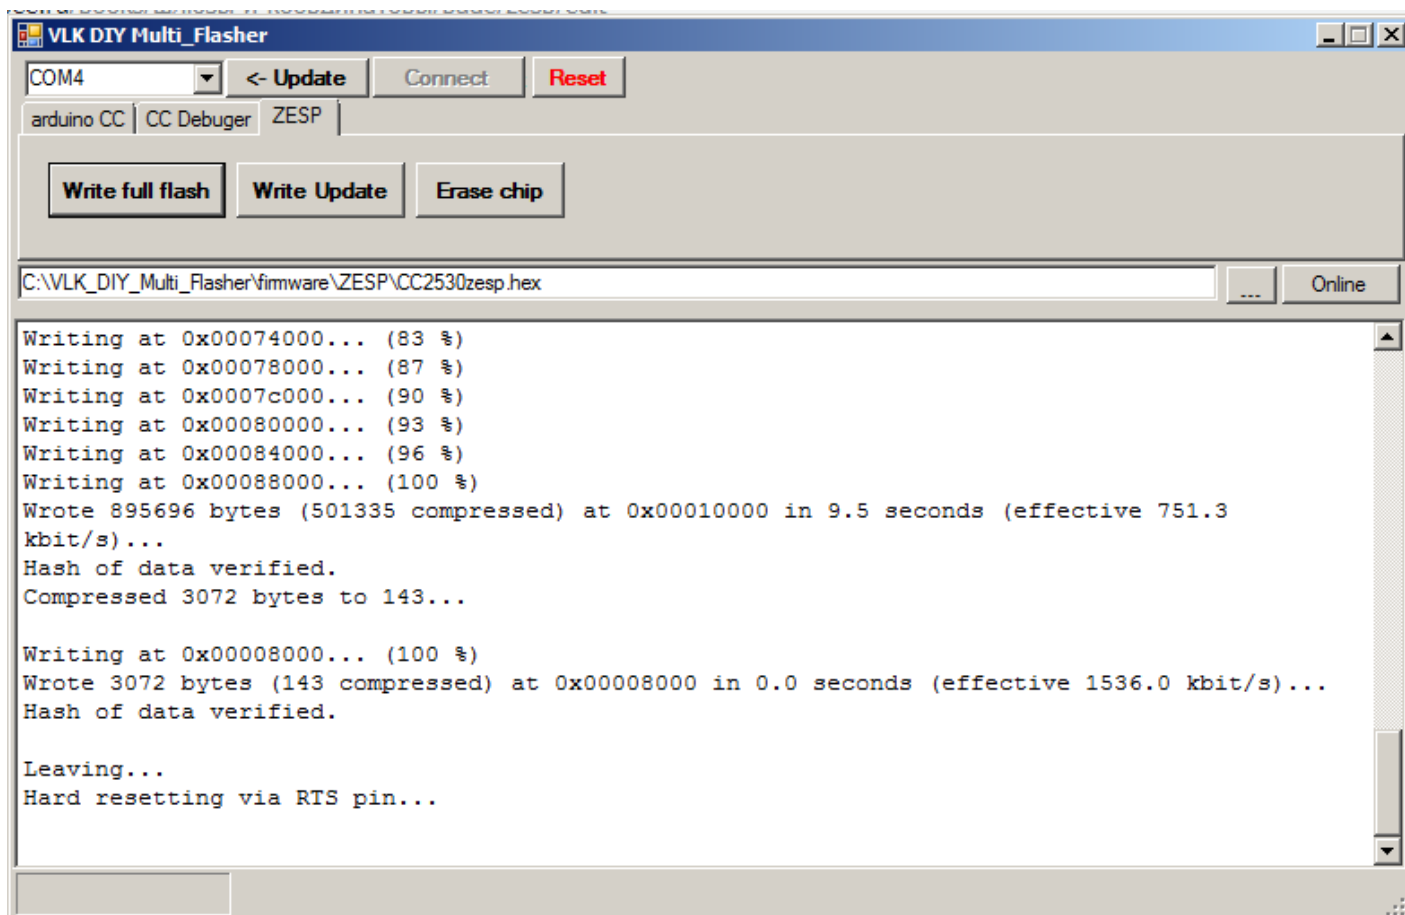 VLK DIY Multi_Flasher
COM4 <- Update Connect Reset
arduino CC CC Debuger ZESP
Write full flash Write Update Erase chip
C:\VLK_DIY_Multi_Flasher\firmware\ZESP\CC2530zesp.hex ... Online
Writing at 0x00074000... (83 %)
Writing at 0x00078000... (87 %)
Writing at 0x0007c000... (90 %)
Writing at 0x00080000... (93 %)
Writing at 0x00084000... (96 %)
Writing at 0x00088000... (100 %)
Wrote 895696 bytes (501335 compressed) at 0x00010000 in 9.5 seconds (effective 751.3
kbit/s)...
Hash of data verified.
Compressed 3072 bytes to 143...
Writing at 0x00008000... (100 %)
Wrote 3072 bytes (143 compressed) at 0x00008000 in 0.0 seconds (effective 1536.0 kbit/s)...
Hash of data verified.
Leaving...
Hard resetting via RTS pin...